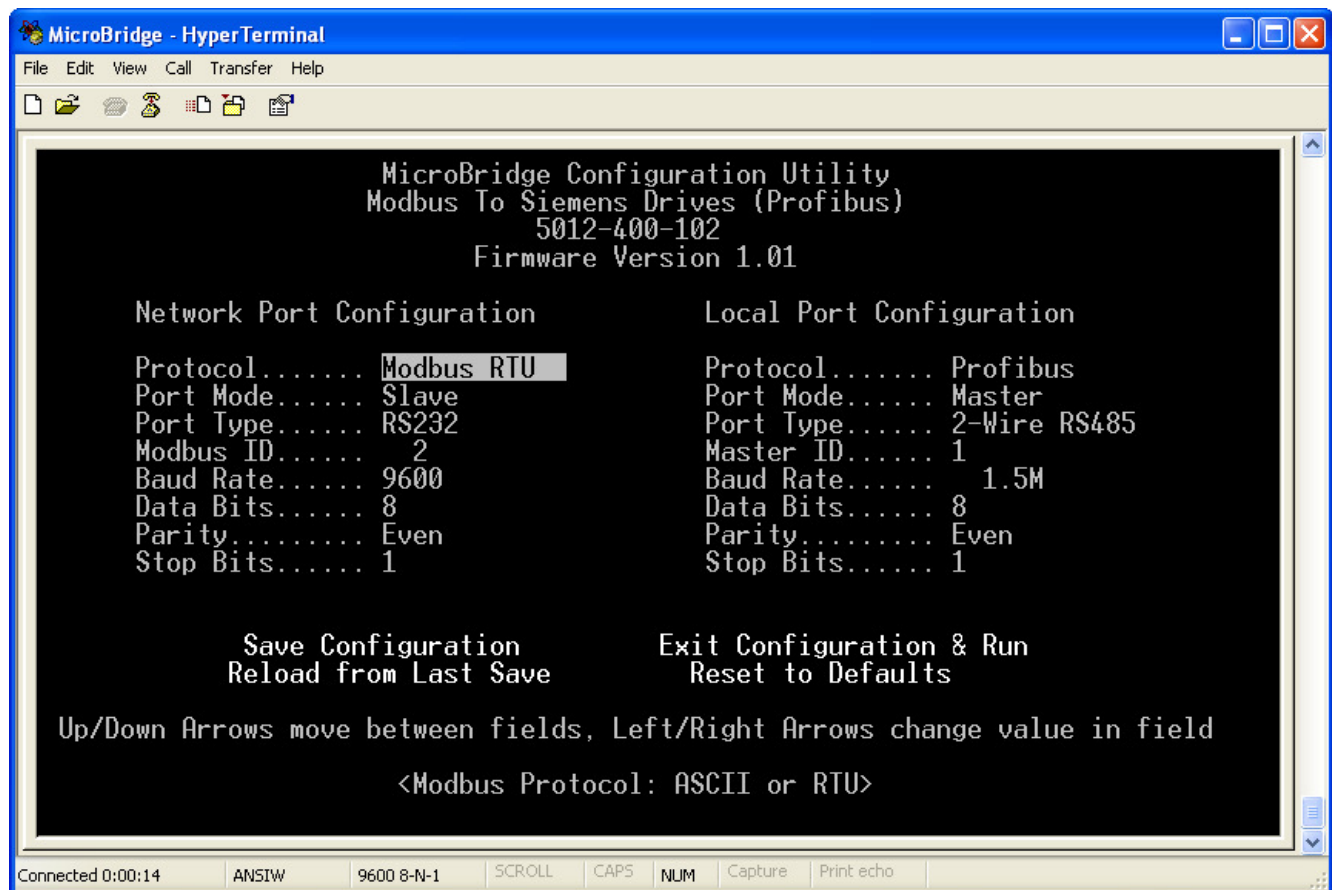 MicroBridge - HyperTerminal
File Edit View Call Transfer Help
MicroBridge Configuration Utility
Modbus To Siemens Drives (Profibus)
5012-400-102
Firmware Version 1.01
Network Port Configuration
Protocol....... Modbus RTU
Port Mode...... Slave
Port Type...... RS232
Modbus ID...... 2
Baud Rate...... 9600
Data Bits...... 8
Parity......... Even
Stop Bits...... 1
Local Port Configuration
Protocol....... Profibus
Port Mode...... Master
Port Type...... 2-Wire RS485
Master ID...... 1
Baud Rate...... 1.5M
Data Bits...... 8
Parity......... Even
Stop Bits...... 1
Save Configuration Exit Configuration & Run
Reload from Last Save Reset to Defaults
Up/Down Arrows move between fields, Left/Right Arrows change value in field
<Modbus Protocol: ASCII or RTU>
Connected 0:00:14 ANSIW 9600 8-N-1 SCROLL CAPS NUM Capture Print echo